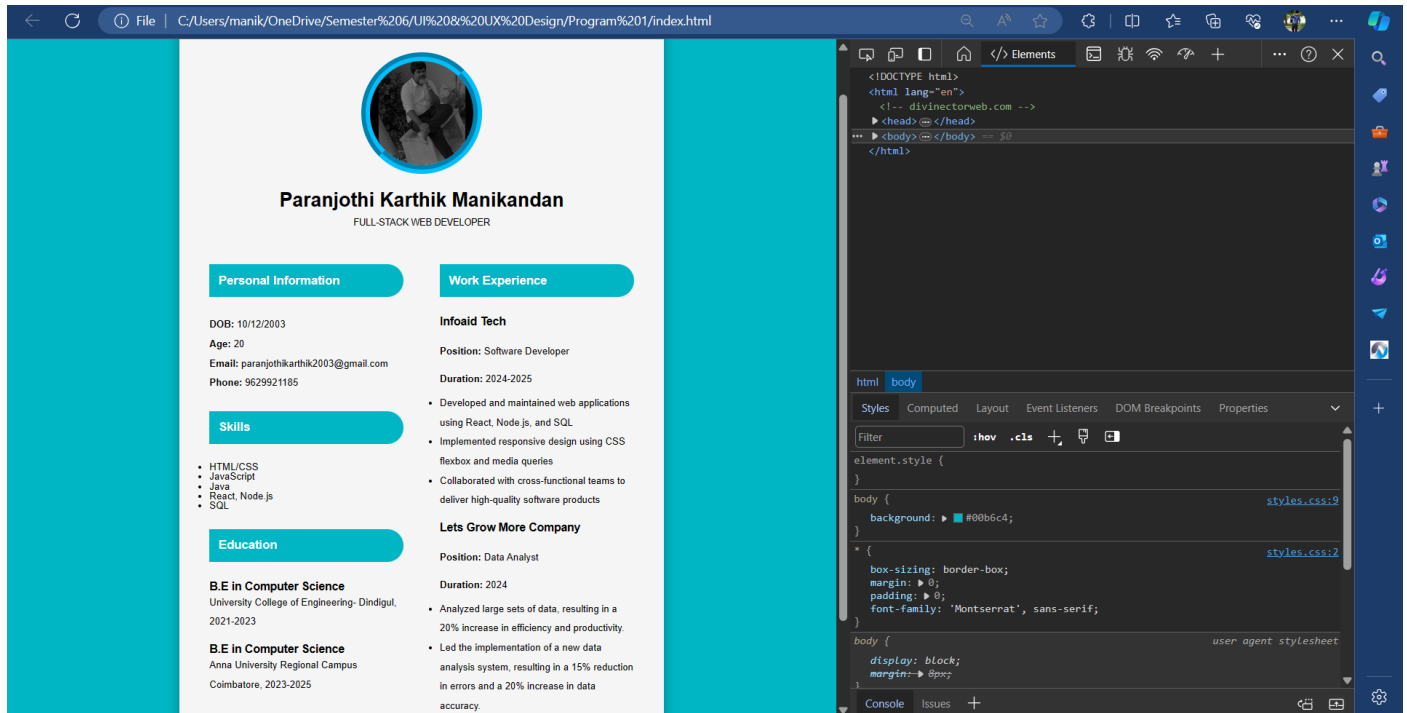 File
C:/Users/manik/OneDrive/Semester%206/UI%20&%20UX%20Design/Program%201/index.html
Paranjothi Karthik Manikandan
FULL-STACK WEB DEVELOPER
Personal Information
DOB: 10/12/2003
Age: 20
Email: paranjothikarthik2003@gmail.com
Phone: 9629921185
Skills
HTML/CSS
JavaScript
Java
React, Node.js
SQL
Education
B.E in Computer Science
University College of Engineering- Dindigul,
2021-2023
B.E in Computer Science
Anna University Regional Campus
Coimbatore, 2023-2025
Work Experience
Infoaid Tech
Position: Software Developer
Duration: 2024-2025
Developed and maintained web applications
using React, Node.js, and SQL
Implemented responsive design using CSS
flexbox and media queries
Collaborated with cross-functional teams to
deliver high-quality software products
Lets Grow More Company
Position: Data Analyst
Duration: 2024
Analyzed large sets of data, resulting in a
20% increase in efficiency and productivity.
Led the implementation of a new data
analysis system, resulting in a 15% reduction
in errors and a 20% increase in data
accuracy.
</> Elements
<!DOCTYPE html>
<html lang="en">
<!-- divinectorweb.com -->
<head>…</head>
<body>…</body> == $0
</html>
html body
Styles Computed Layout Event Listeners DOM Breakpoints Properties
Filter :hov .cls
element.style {
}
body { styles.css:9
background: #00b6c4;
}
* { styles.css:2
box-sizing: border-box;
margin: 0;
padding: 0;
font-family: 'Montserrat', sans-serif;
}
body { user agent stylesheet
display: block;
margin: 8px;
}
Console Issues